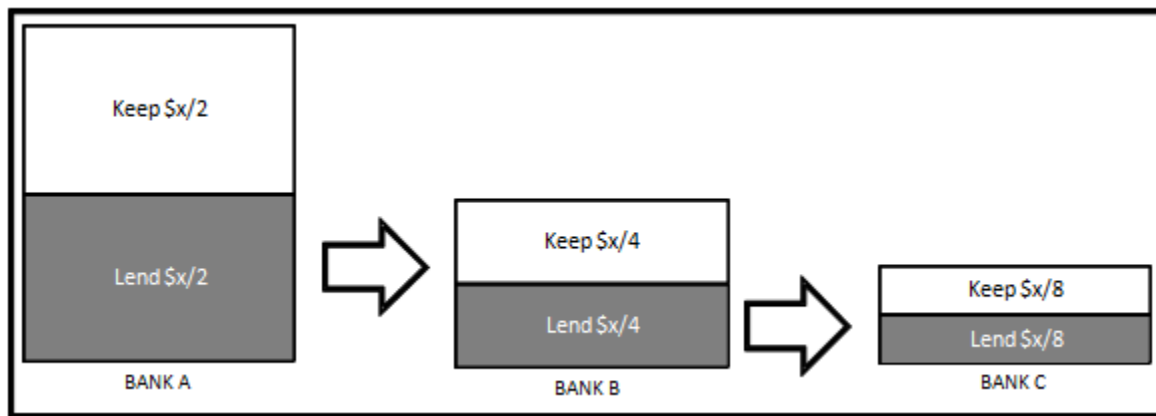 Keep $x/2
Lend $x/2
BANK A
Keep $x/4
Lend $x/4
BANK B
Keep $x/8
Lend $x/8
BANK C